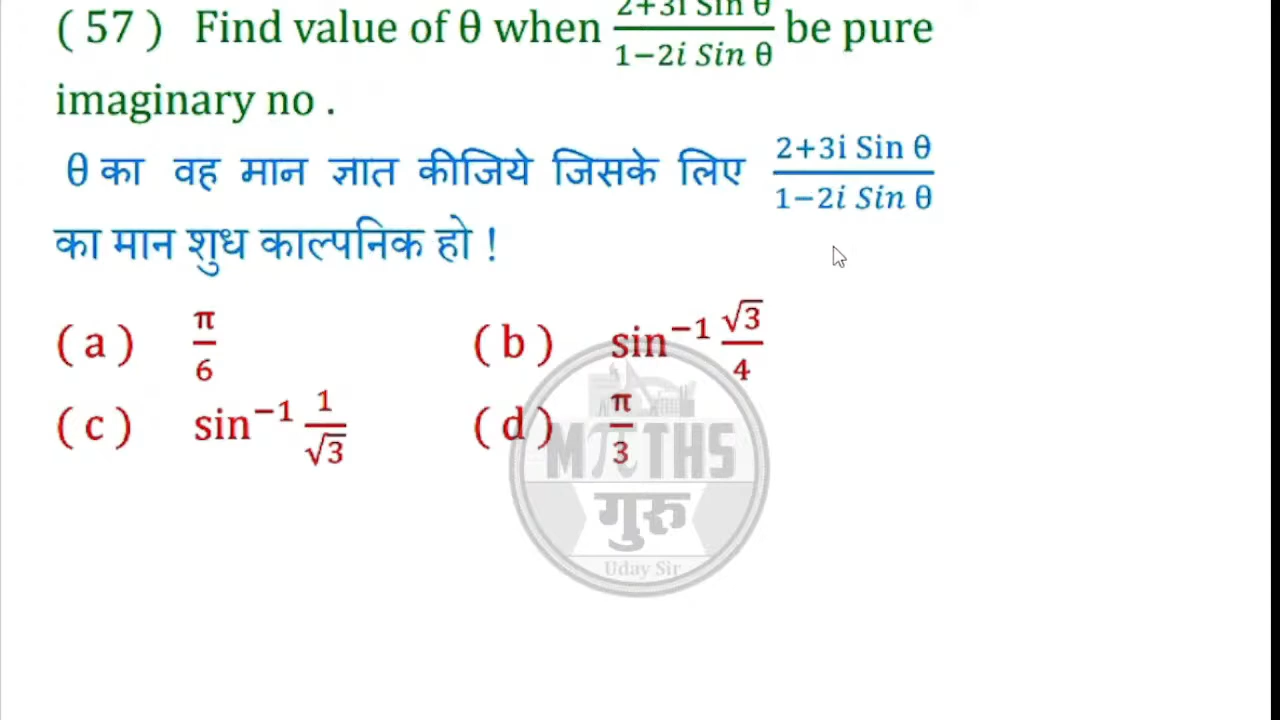 ( 57 ) Find value of θ when 2+3i Sin θ / 1−2i Sin θ be pure
imaginary no .
θ का वह मान ज्ञात कीजिये जिसके लिए 2+3i Sin θ / 1−2i Sin θ
का मान शुध काल्पनिक हो !
( a ) π/6 ( b ) sin⁻¹ √3/4
( c ) sin⁻¹ 1/√3 ( d ) π/3
MπTHS
गुरु
Uday Sir